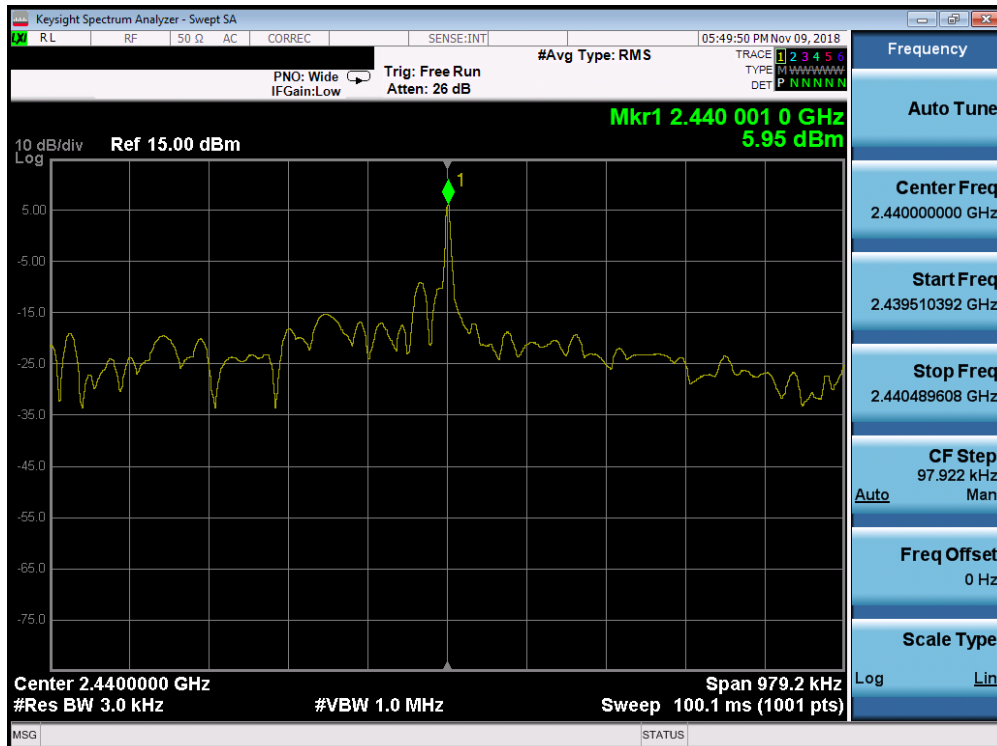 Keysight Spectrum Analyzer - Swept SA
LXI RL RF 50 Ω AC CORREC SENSE:INT 05:49:50 PM Nov 09, 2018
Frequency
#Avg Type: RMS
TRACE 1 2 3 4 5 6
PNO: Wide Trig: Free Run
TYPE M W W W W W
IFGain:Low Atten: 26 dB
DET P N N N N N
Auto Tune
Mkr1 2.440 001 0 GHz
5.95 dBm
10 dB/div Ref 15.00 dBm
Log
1
5.00
-5.00
-15.0
-25.0
-35.0
-45.0
-55.0
-65.0
-75.0
Center Freq
2.440000000 GHz
Start Freq
2.439510392 GHz
Stop Freq
2.440489608 GHz
CF Step
97.922 kHz
Auto Man
Freq Offset
0 Hz
Scale Type
Log Lin
Center 2.4400000 GHz Span 979.2 kHz
#Res BW 3.0 kHz #VBW 1.0 MHz Sweep 100.1 ms (1001 pts)
MSG STATUS